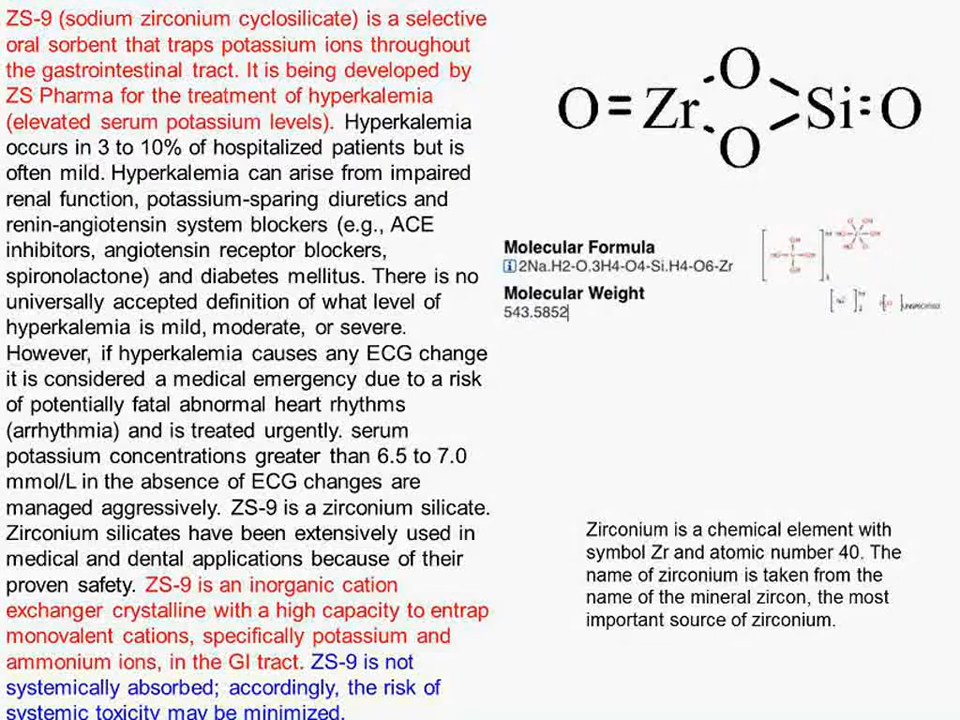 ZS-9 (sodium zirconium cyclosilicate) is a selective
oral sorbent that traps potassium ions throughout
the gastrointestinal tract. It is being developed by
ZS Pharma for the treatment of hyperkalemia
(elevated serum potassium levels). Hyperkalemia
occurs in 3 to 10% of hospitalized patients but is
often mild. Hyperkalemia can arise from impaired
renal function, potassium-sparing diuretics and
renin-angiotensin system blockers (e.g., ACE
inhibitors, angiotensin receptor blockers,
spironolactone) and diabetes mellitus. There is no
universally accepted definition of what level of
hyperkalemia is mild, moderate, or severe.
However, if hyperkalemia causes any ECG change
it is considered a medical emergency due to a risk
of potentially fatal abnormal heart rhythms
(arrhythmia) and is treated urgently. serum
potassium concentrations greater than 6.5 to 7.0
mmol/L in the absence of ECG changes are
managed aggressively. ZS-9 is a zirconium silicate.
Zirconium silicates have been extensively used in
medical and dental applications because of their
proven safety. ZS-9 is an inorganic cation
exchanger crystalline with a high capacity to entrap
monovalent cations, specifically potassium and
ammonium ions, in the GI tract. ZS-9 is not
systemically absorbed; accordingly, the risk of
systemic toxicity may be minimized.
O
O=Zr Si=O
O
Molecular Formula
2Na.H2-O.3H4-O4-Si.H4-O6-Zr
Molecular Weight
543.5852
Zirconium is a chemical element with
symbol Zr and atomic number 40. The
name of zirconium is taken from the
name of the mineral zircon, the most
important source of zirconium.